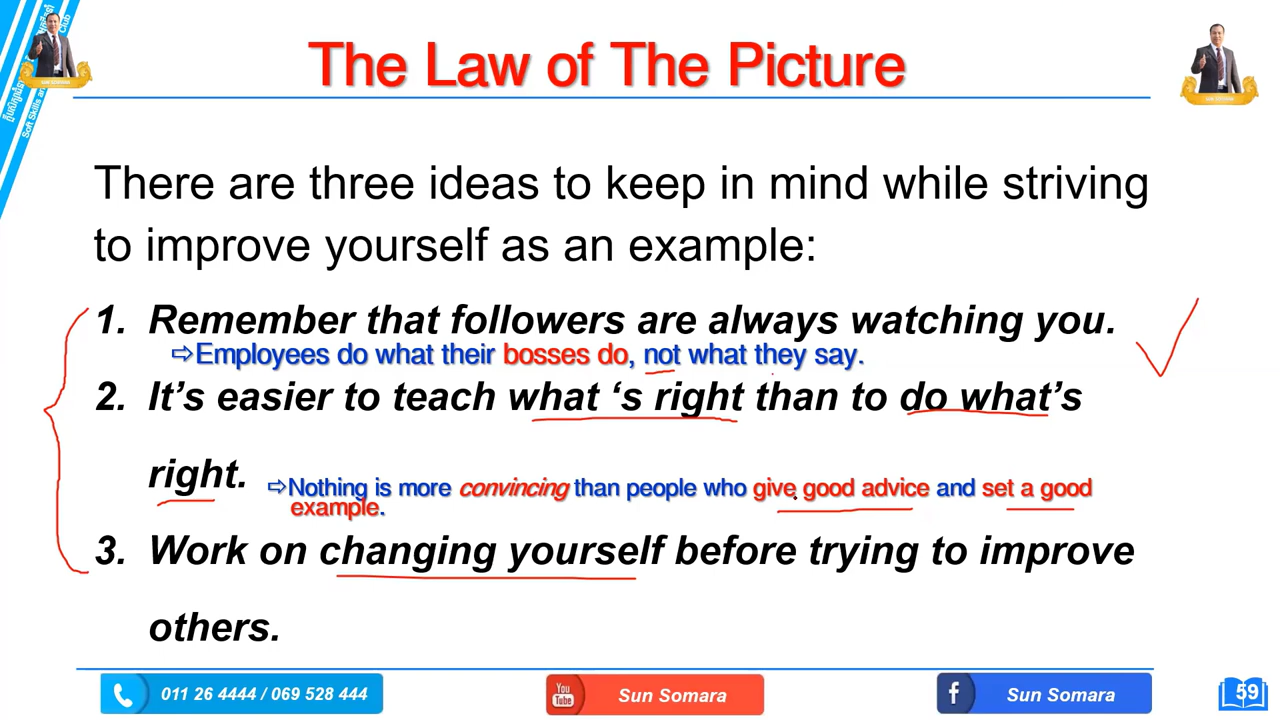 The Law of The Picture
There are three ideas to keep in mind while striving
to improve yourself as an example:
1. Remember that followers are always watching you.
⇨Employees do what their bosses do, not what they say.
2. It’s easier to teach what ‘s right than to do what’s
right.
⇨Nothing is more convincing than people who give good advice and set a good
example.
3. Work on changing yourself before trying to improve
others.
011 26 4444 / 069 528 444
You
Tube
Sun Somara
f
Sun Somara
59